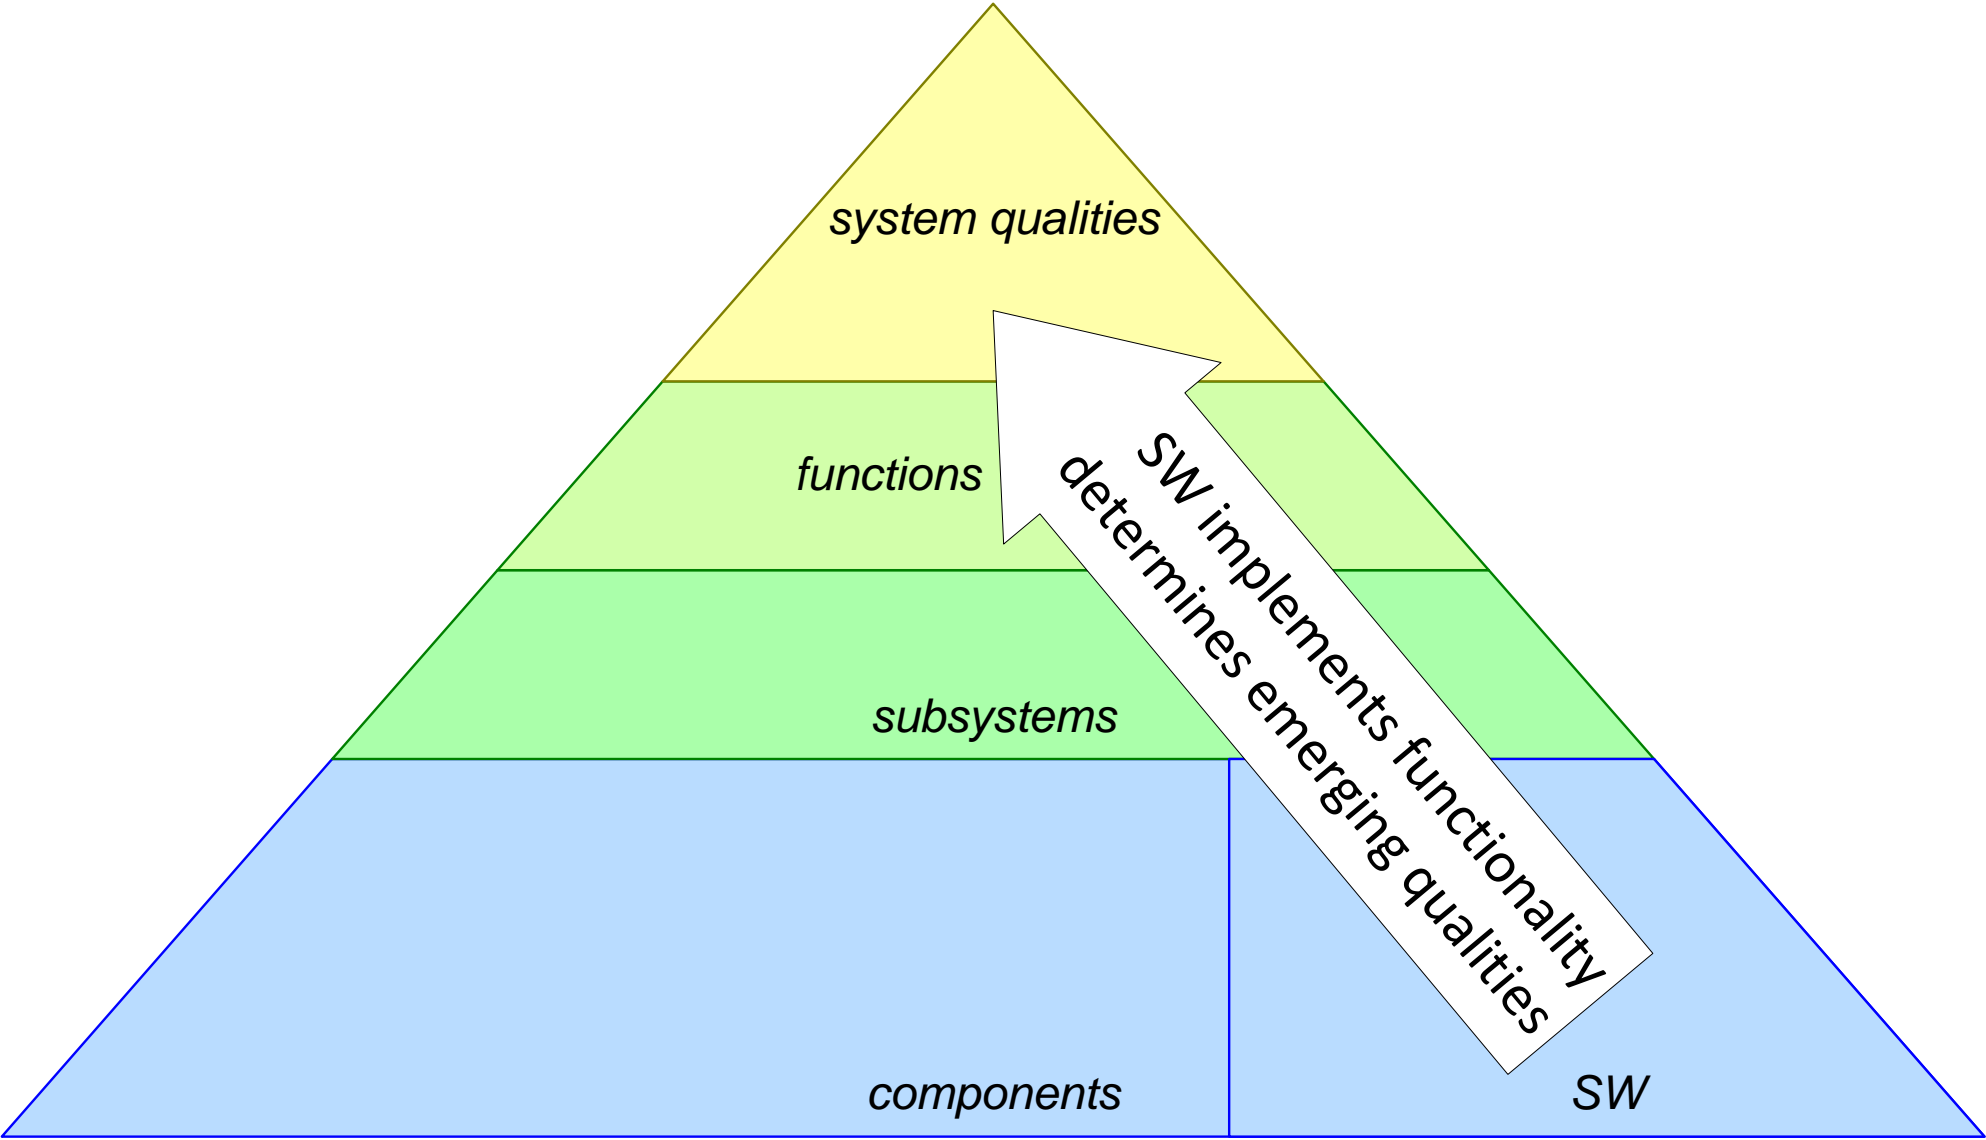 system qualities
functions
SW implements functionality
determines emerging qualities
subsystems
components
SW